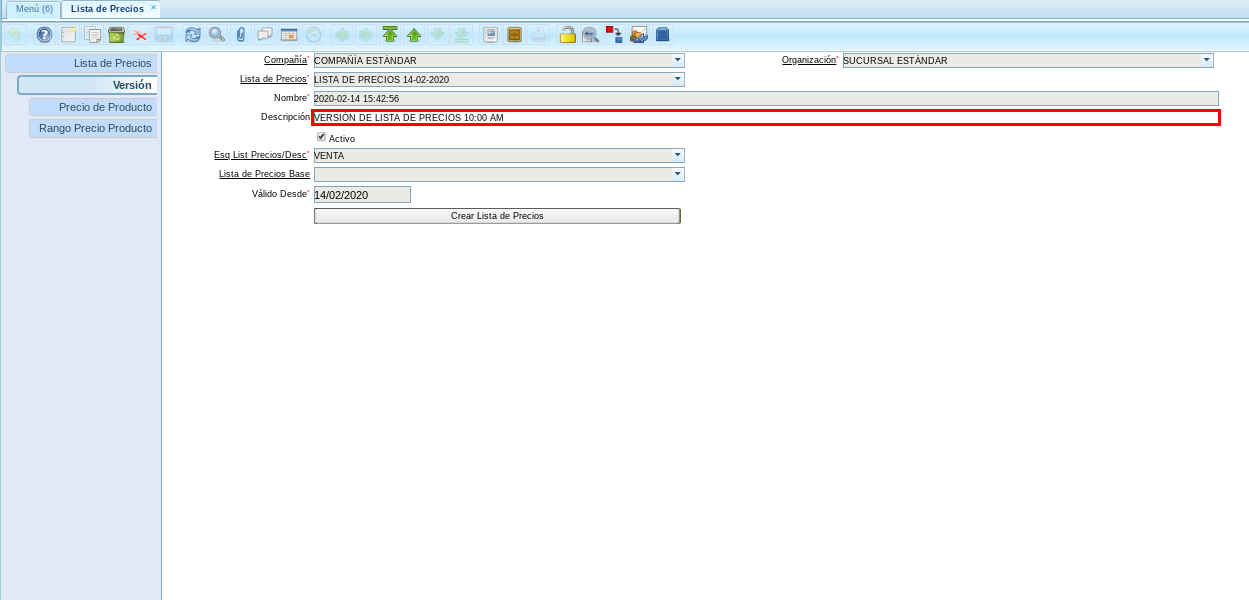 Menú (6) Lista de Precios ×
Lista de Precios
Versión
Precio de Producto
Rango Precio Producto
Compañía* COMPAÑÍA ESTÁNDAR Organización* SUCURSAL ESTÁNDAR
Lista de Precios* LISTA DE PRECIOS 14-02-2020
Nombre* 2020-02-14 15:42:56
Descripción VERSIÓN DE LISTA DE PRECIOS 10:00 AM
Activo
Esq List Precios/Desc* VENTA
Lista de Precios Base
Válido Desde* 14/02/2020
Crear Lista de Precios